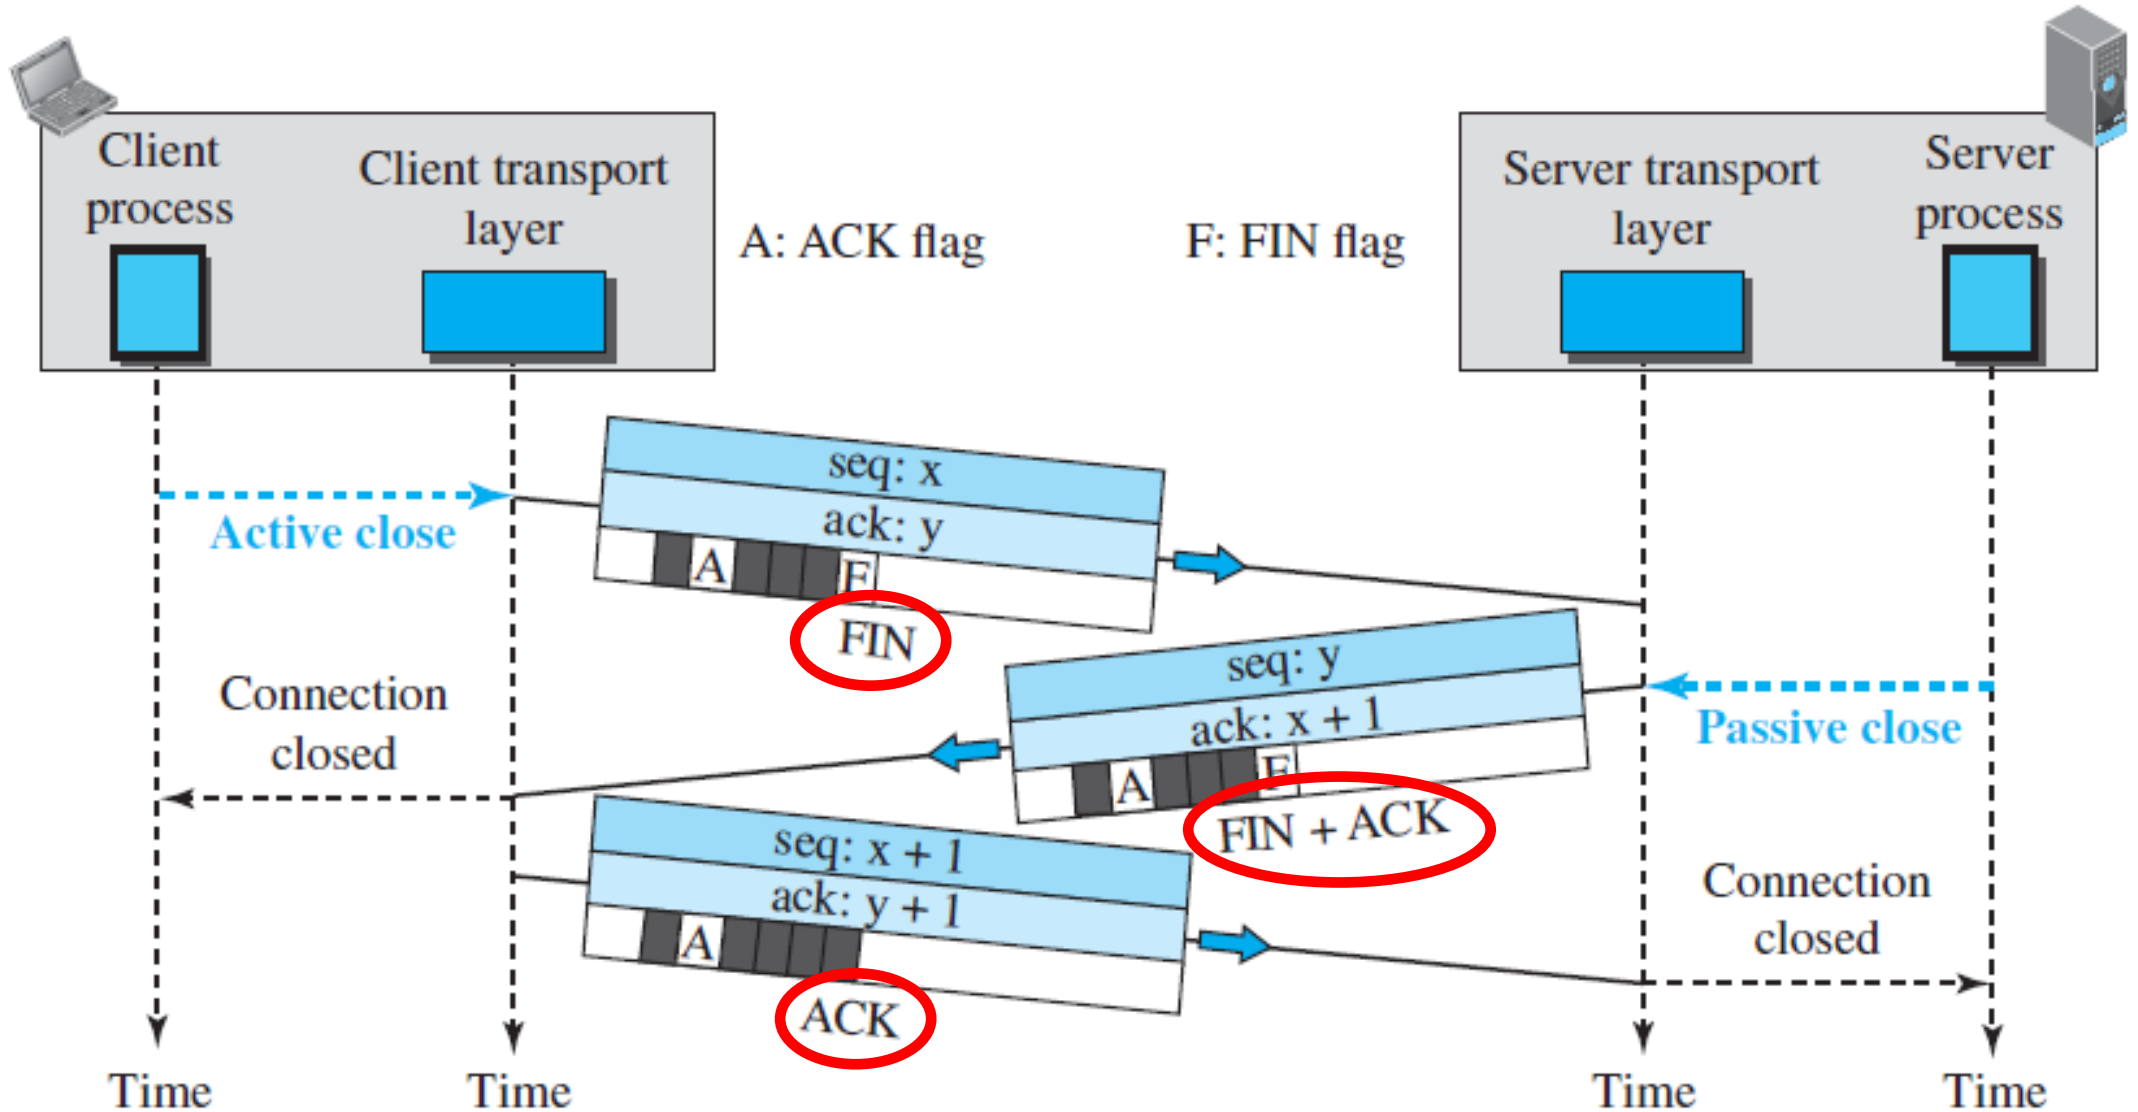 Client
process
Client transport
layer
A: ACK flag
F: FIN flag
Server transport
layer
Server
process
seq: x
ack: y
A
F
FIN
Active close
seq: y
ack: x + 1
A
F
FIN + ACK
Passive close
Connection
closed
seq: x + 1
ack: y + 1
A
ACK
Connection
closed
Time
Time
Time
Time